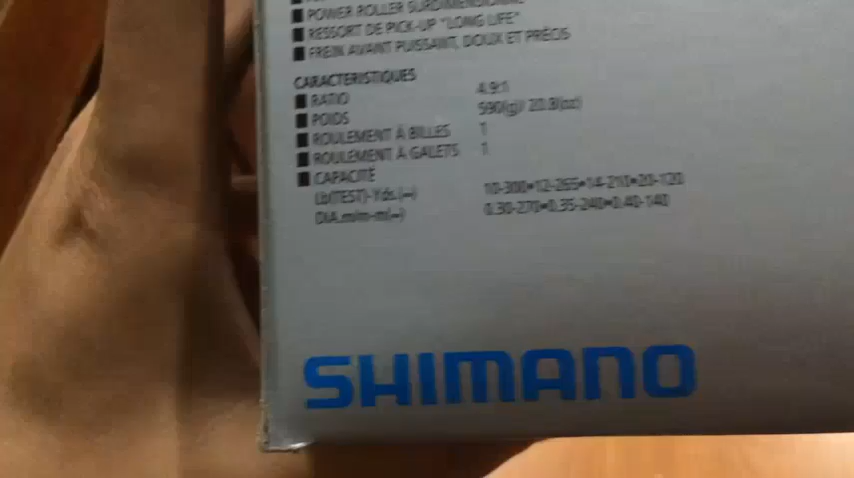 ■ POWER ROLLER SURDIMENSIONNÉ
■ RESSORT DE PICK-UP "LONG LIFE"
■ FREIN AVANT PUISSANT, DOUX ET PRÉCIS
CARACTERISTIQUES
■ RATIO 4.9:1
■ POIDS 590(g)/ 20.8(oz)
■ ROULEMENT À BILLES 1
■ ROULEMENT À GALETS 1
■ CAPACITÉ
Lb(TEST)-Yds.(~) 10-300•12-265•14-210•20-120
DIA.m/m-m(~) 0.30-270•0.35-240•0.40-140
SHIMANO